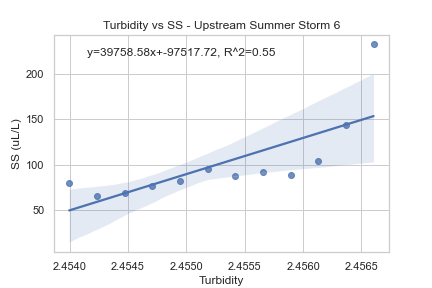 Turbidity vs SS - Upstream Summer Storm 6
y=39758.58x+-97517.72, R^2=0.55
200
150
100
50
SS (uL/L)
2.4540 2.4545 2.4550 2.4555 2.4560 2.4565
Turbidity